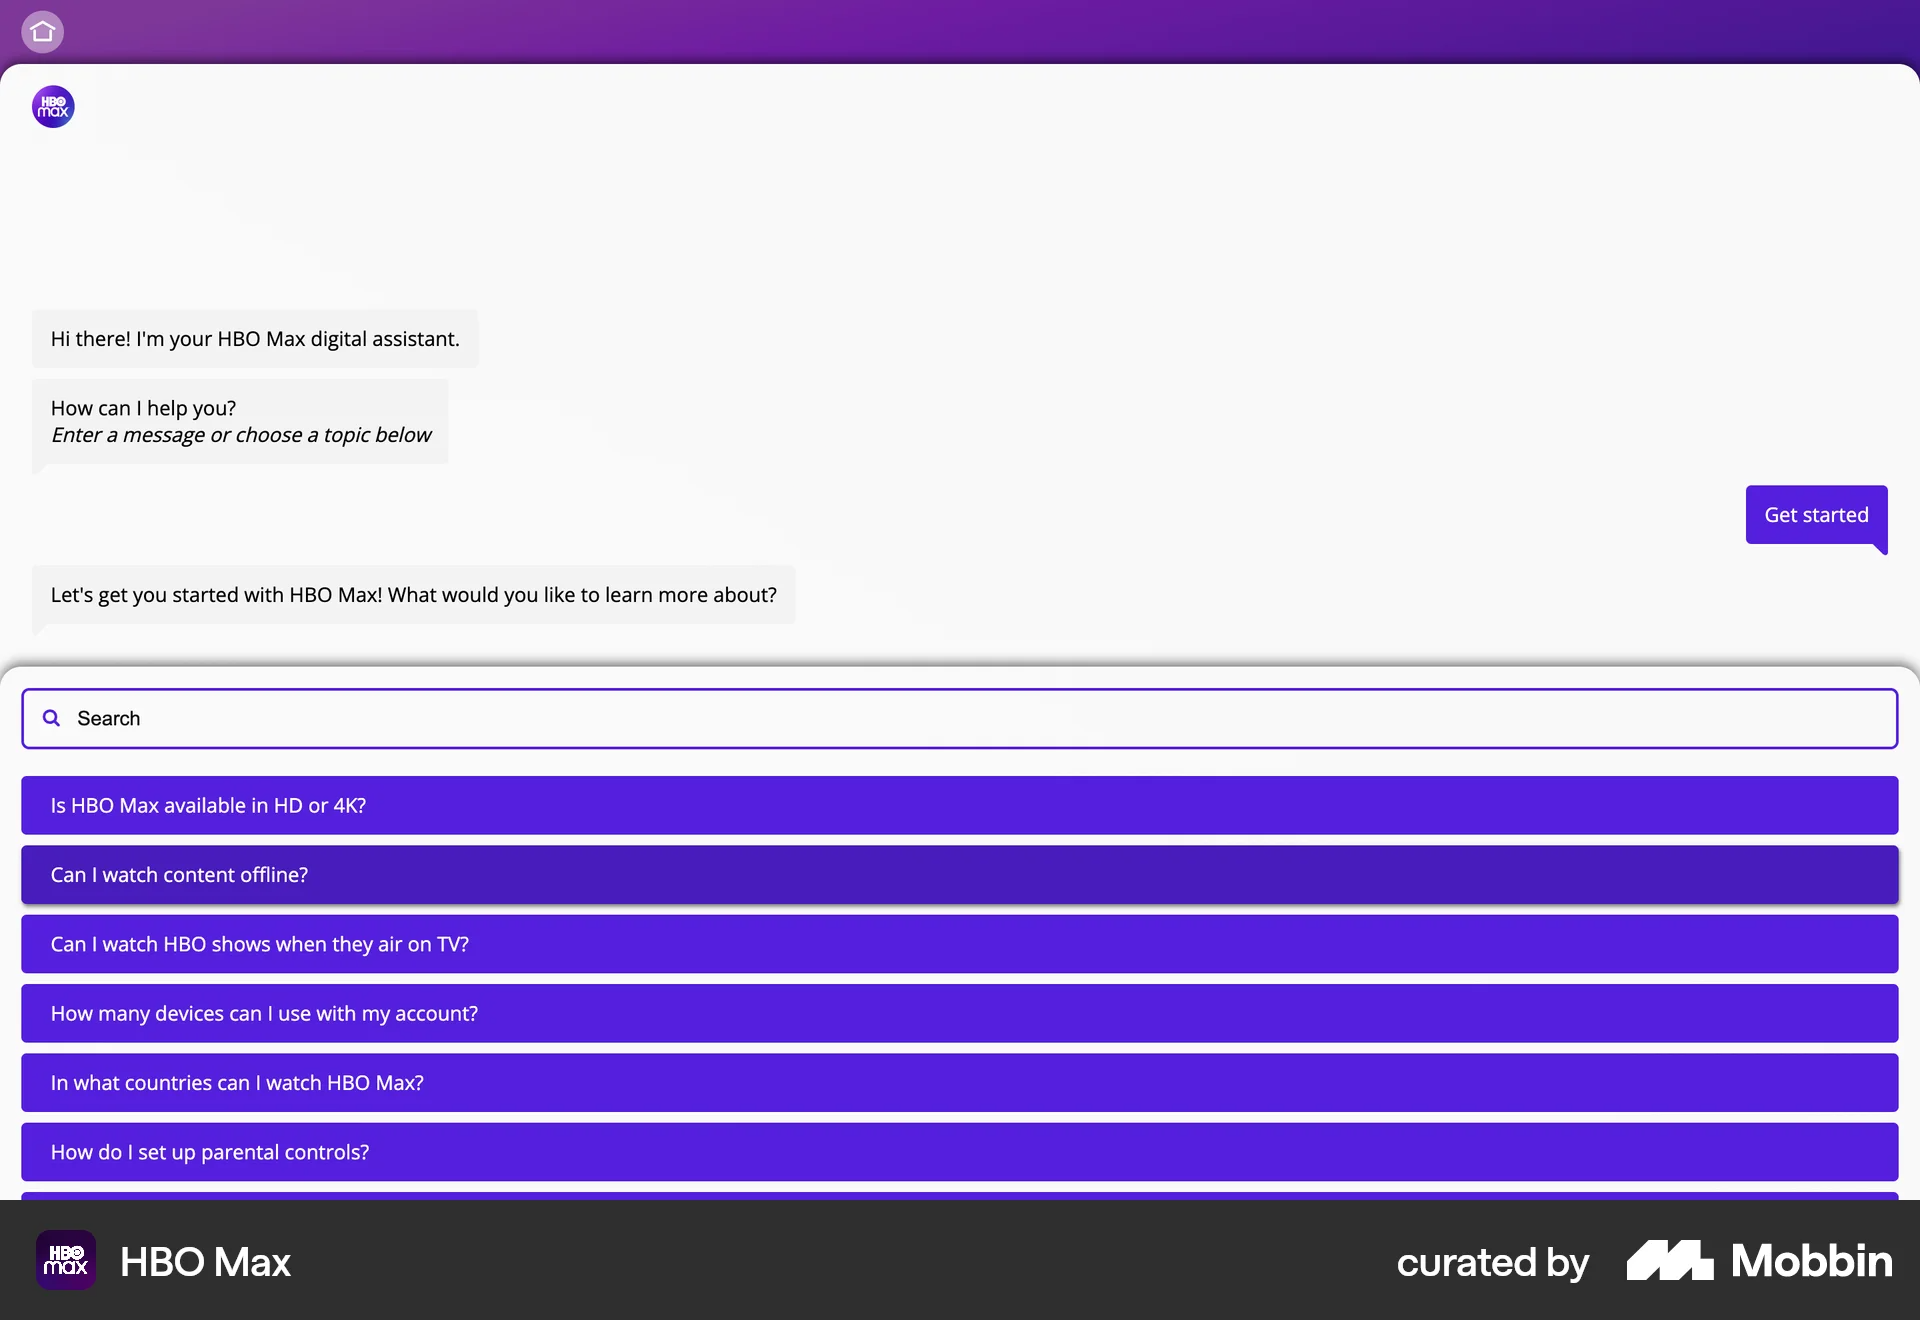 HBO
max
Hi there! I'm your HBO Max digital assistant.
How can I help you?
Enter a message or choose a topic below
Get started
Let's get you started with HBO Max! What would you like to learn more about?
Search
Is HBO Max available in HD or 4K?
Can I watch content offline?
Can I watch HBO shows when they air on TV?
How many devices can I use with my account?
In what countries can I watch HBO Max?
How do I set up parental controls?
HBO
max
HBO Max
curated by
Mobbin